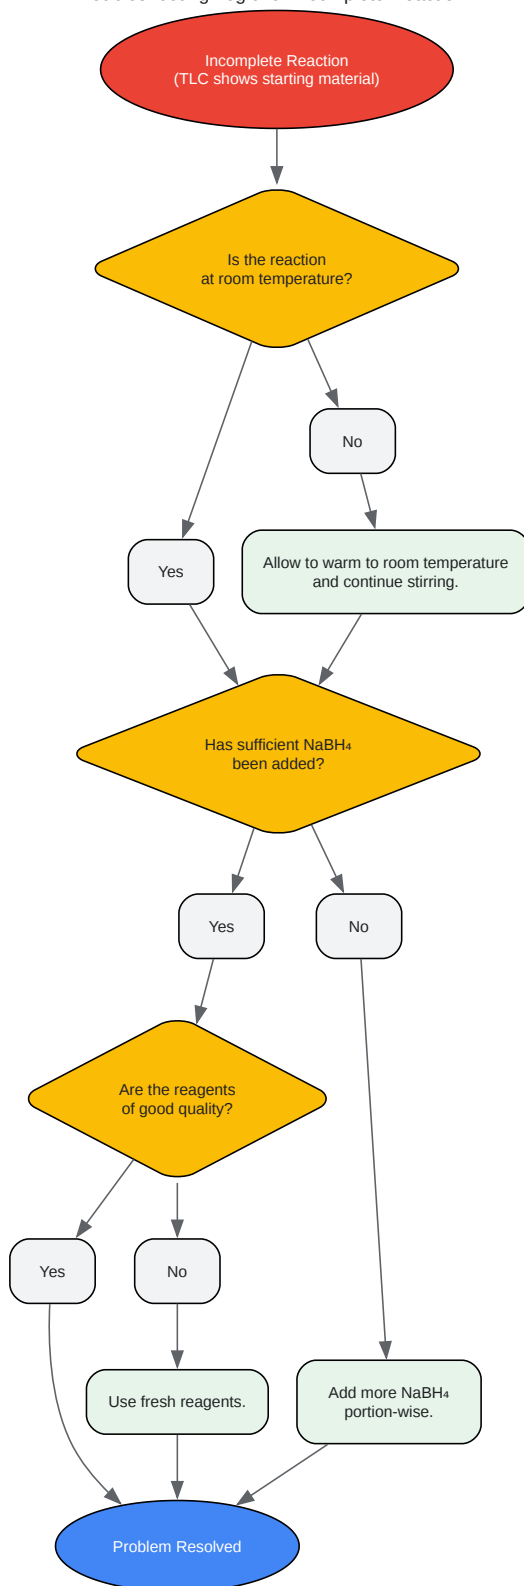 Incomplete Reaction
(TLC shows starting material)
Is the reaction
at room temperature?
No
Yes
Allow to warm to room temperature
and continue stirring.
Has sufficient NaBH₄
been added?
Yes
No
Are the reagents
of good quality?
Yes
No
Use fresh reagents.
Add more NaBH₄
portion-wise.
Problem Resolved